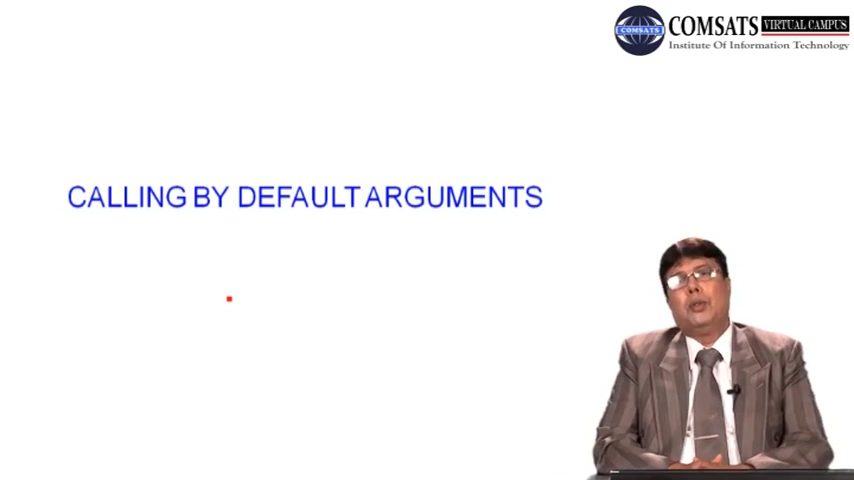 COMSATS VIRTUAL CAMPUS
Institute Of Information Technology
COMSATS
CALLING BY DEFAULT ARGUMENTS